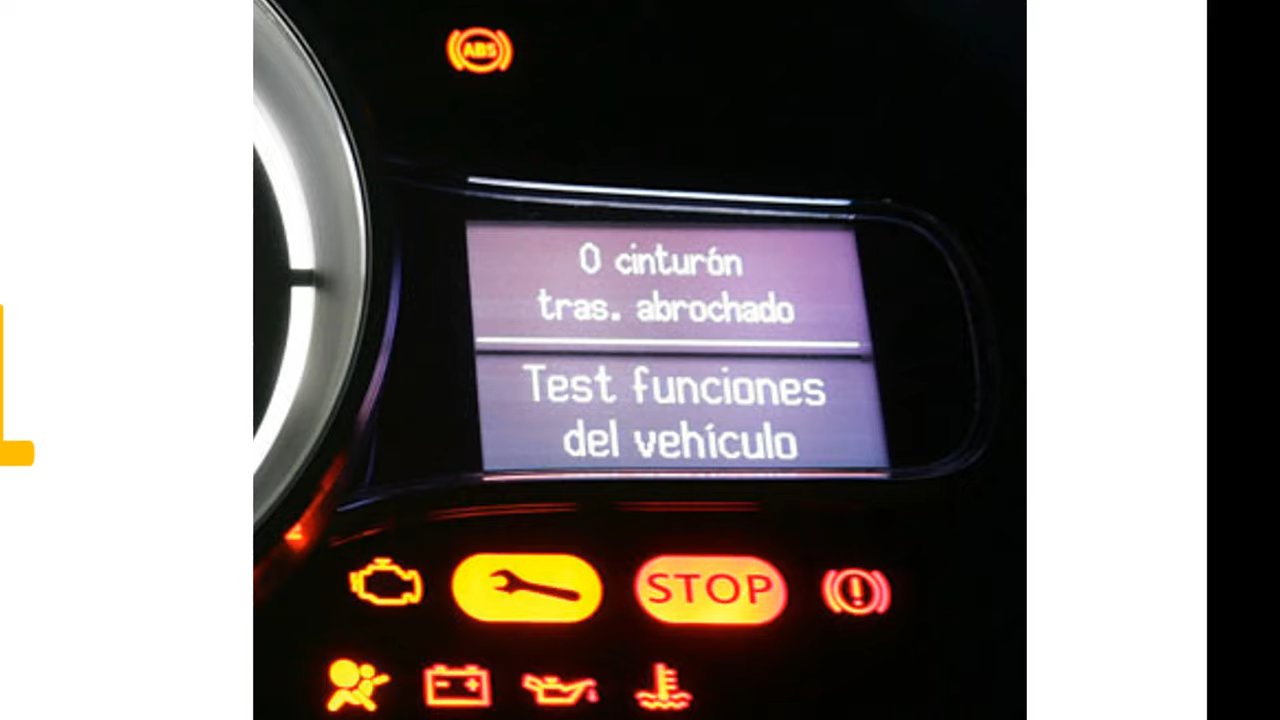 ABS
0 cinturón
tras. abrochado
Test funciones
del vehículo
STOP